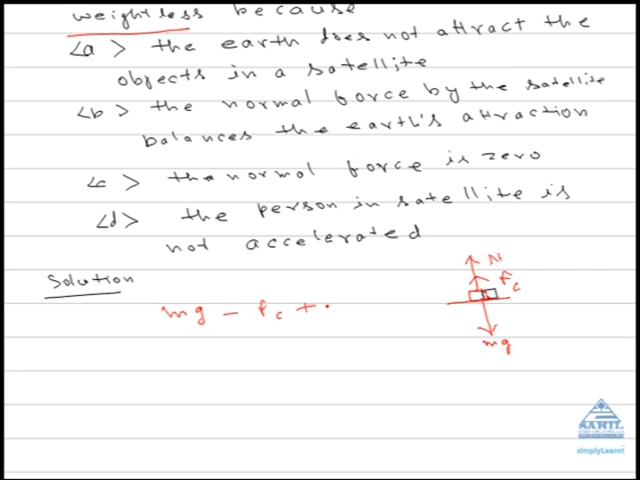 weightless because
<a> the earth does not attract the
objects in a satellite
<b> the normal force by the satellite
balances the earth's attraction
<c> the normal force is zero
<d> the person in satellite is
not accelerated
Solution
N
Fc
mg - Fc +
mg
SAHIL
simplyLearnt